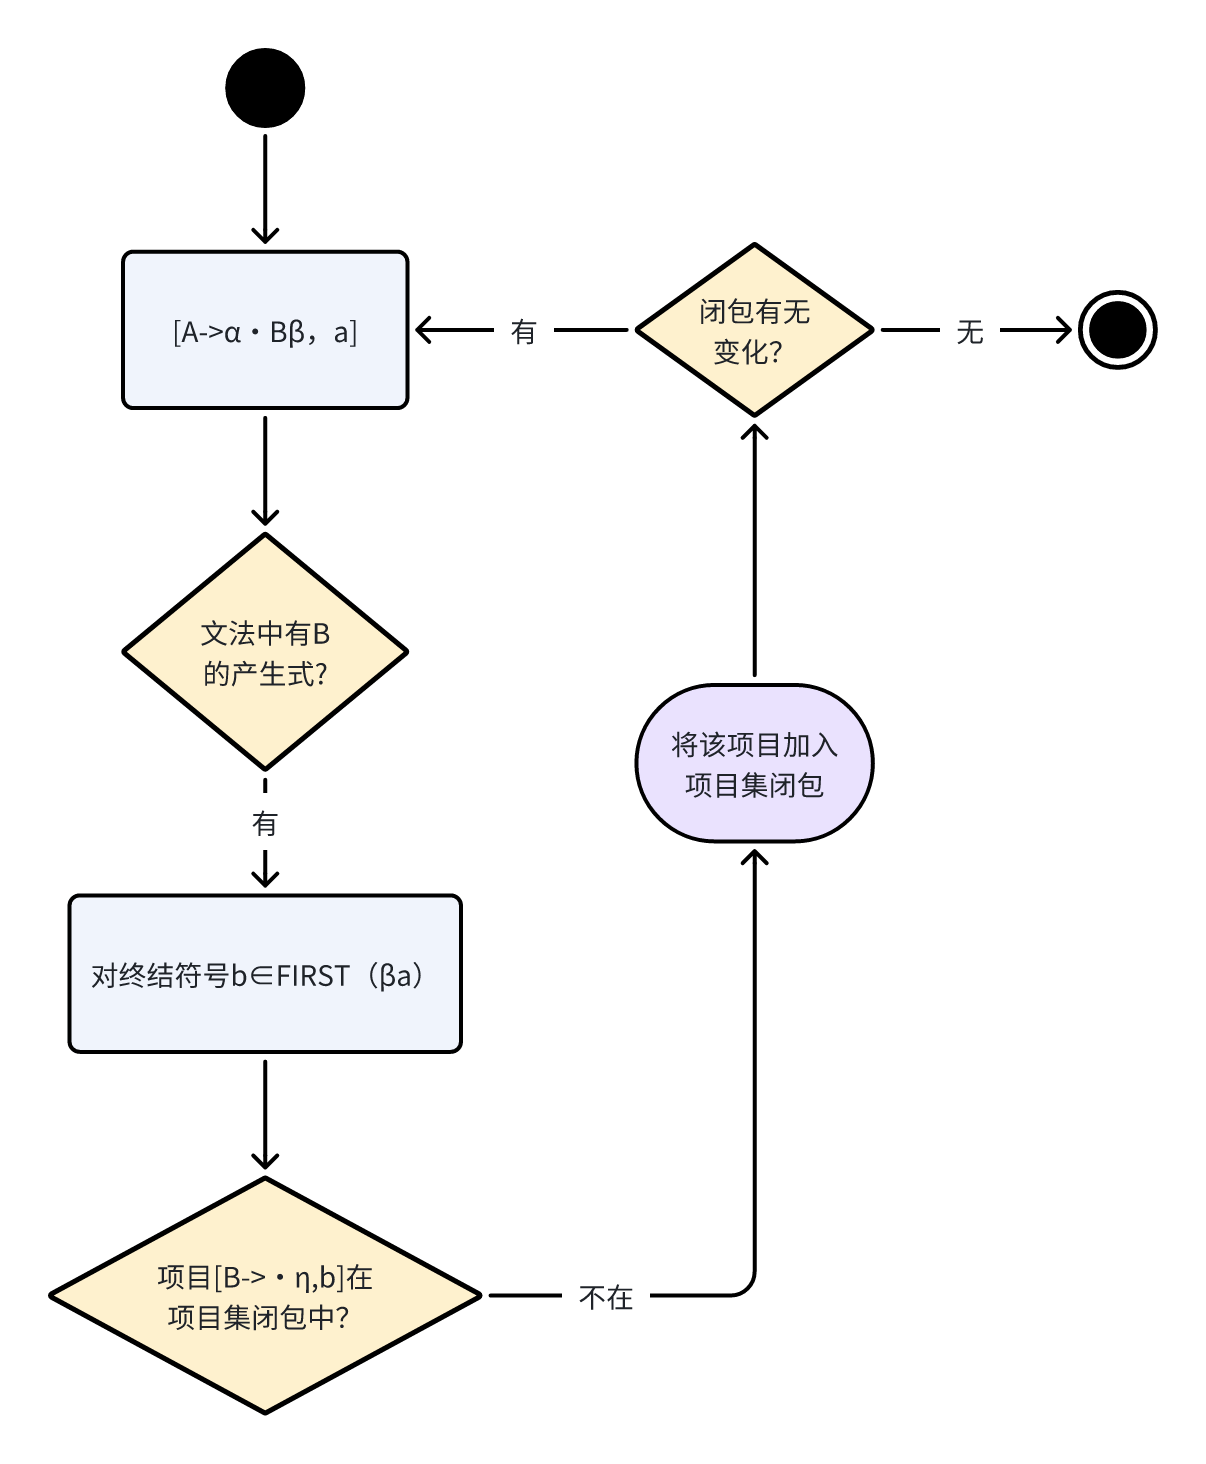 [A->α·Bβ，a]
有
闭包有无
变化？
无
文法中有B
的产生式?
有
将该项目加入
项目集闭包
对终结符号b∈FIRST（βa）
项目[B->·η,b]在
项目集闭包中？
不在